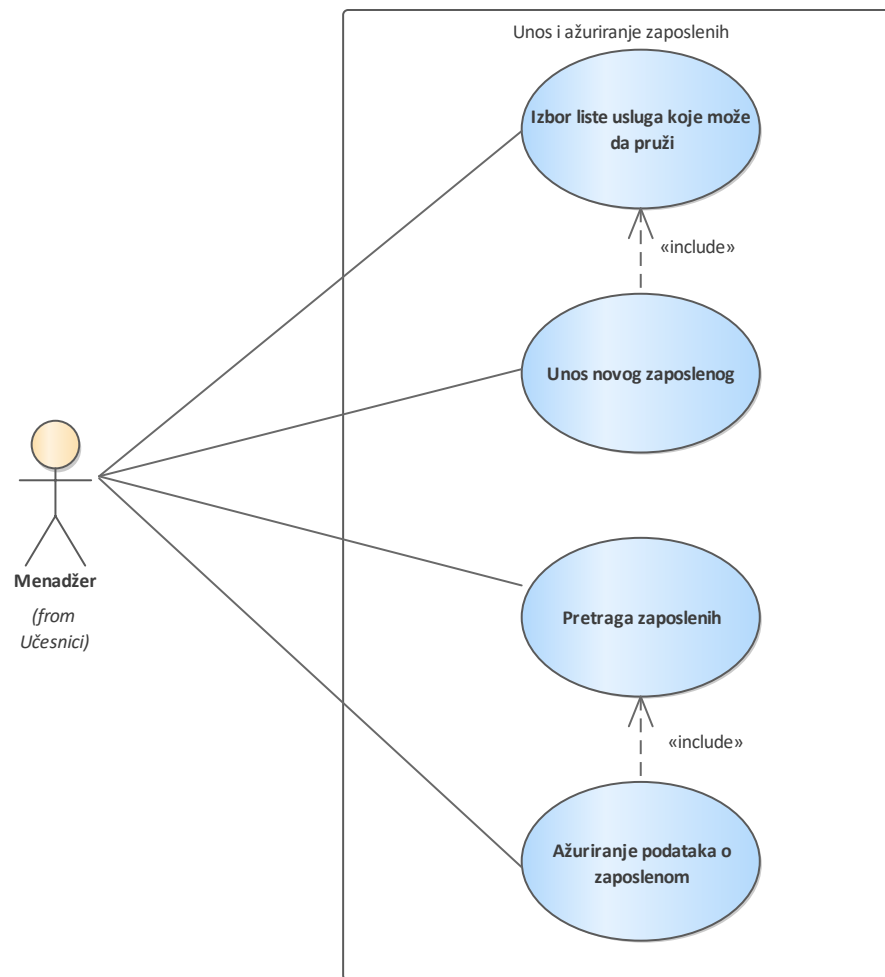 Unos i ažuriranje zaposlenih
Izbor liste usluga koje može
da pruži
«include»
Unos novog zaposlenog
Menadžer
(from
Učesnici)
Pretraga zaposlenih
«include»
Ažuriranje podataka o
zaposlenom